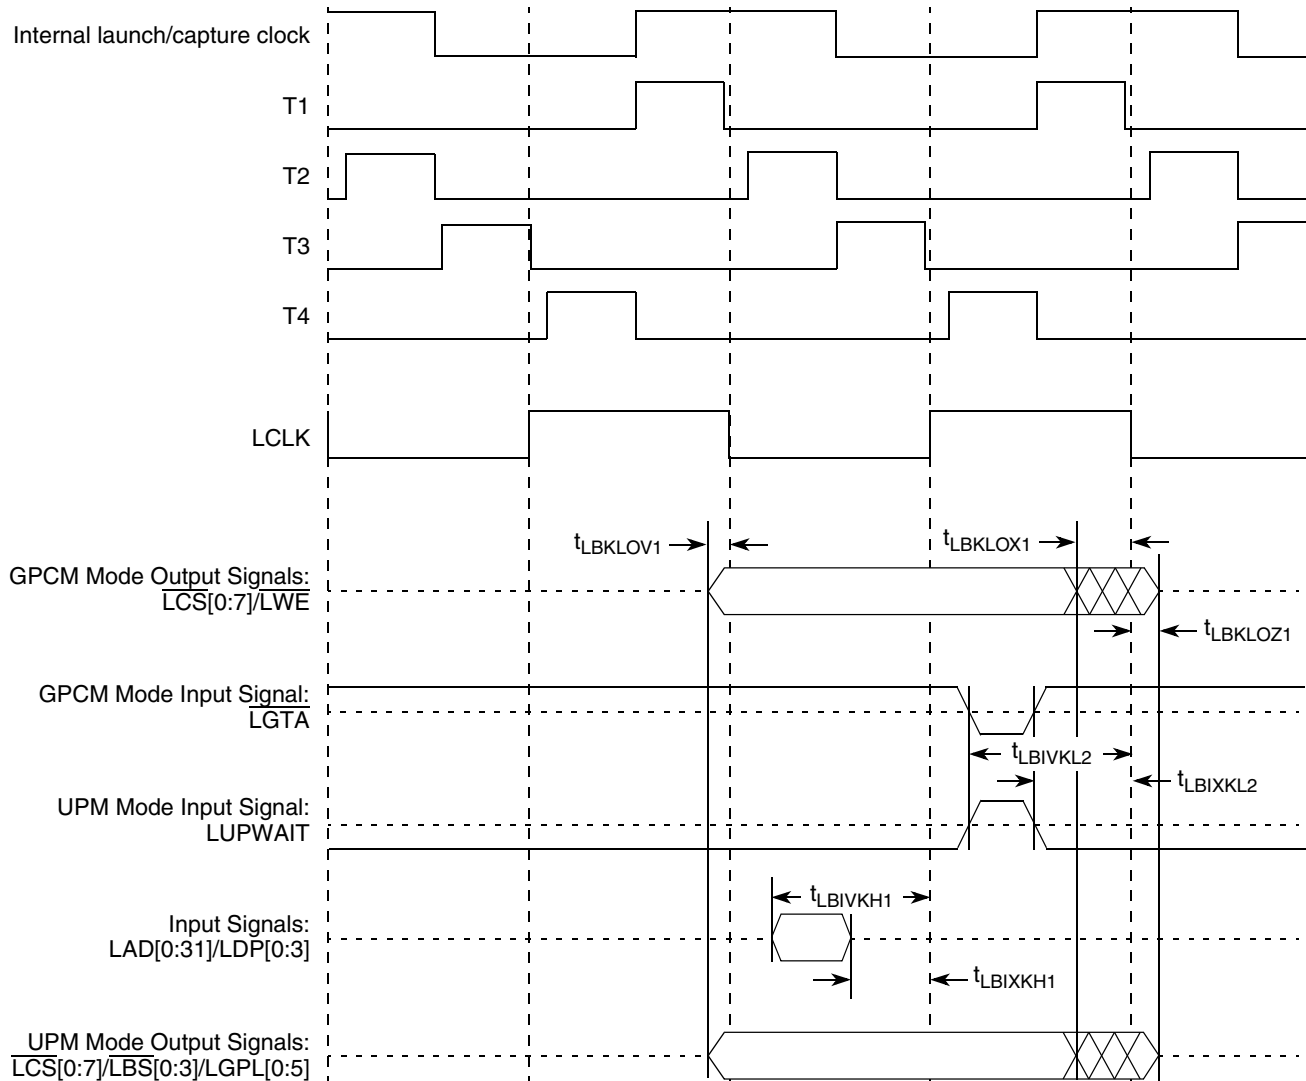 Internal launch/capture clock
T1
T2
T3
T4
LCLK
tLBKLOV1
tLBKLOX1
GPCM Mode Output Signals:
LCS[0:7]/LWE
tLBKLOZ1
GPCM Mode Input Signal:
LGTA
tLBIVKL2
tLBIXKL2
UPM Mode Input Signal:
LUPWAIT
tLBIVKH1
Input Signals:
LAD[0:31]/LDP[0:3]
tLBIXKH1
UPM Mode Output Signals:
LCS[0:7]/LBS[0:3]/LGPL[0:5]